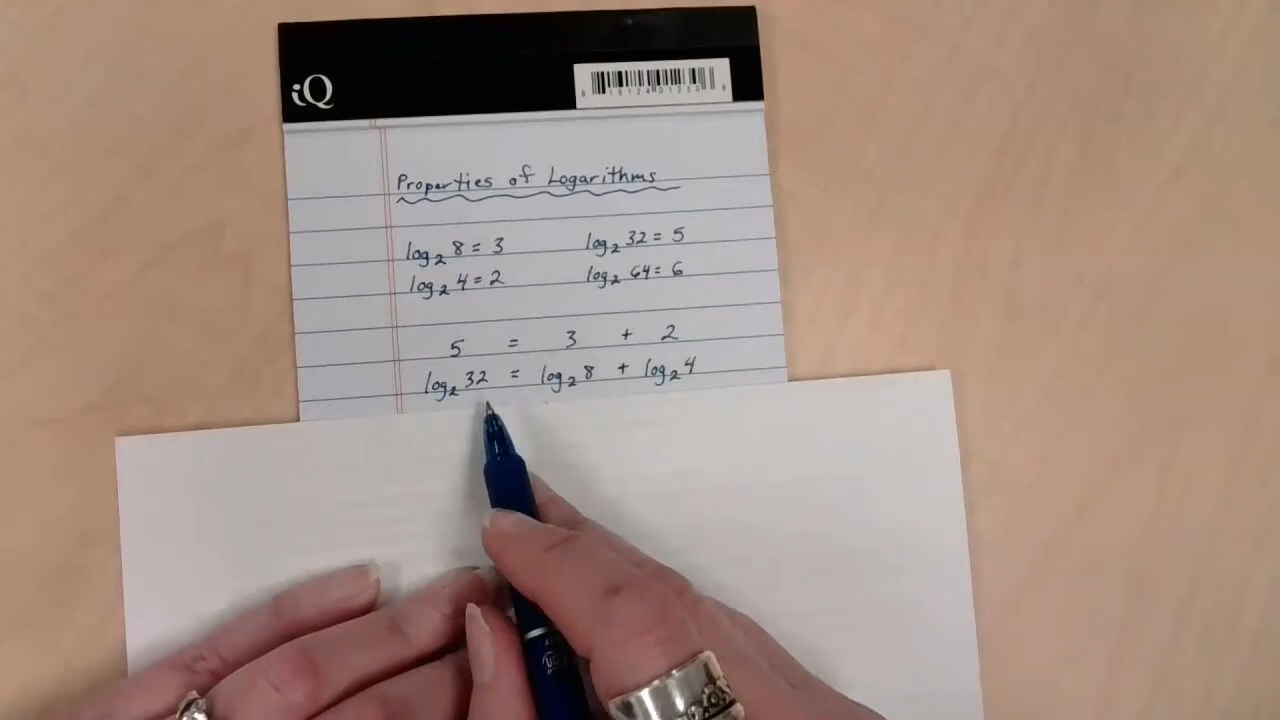 iQ
Properties of Logarithms
log₂ 8 = 3 log₂ 32 = 5
log₂ 4 = 2 log₂ 64 = 6
5 = 3 + 2
log₂ 32 = log₂ 8 + log₂ 4